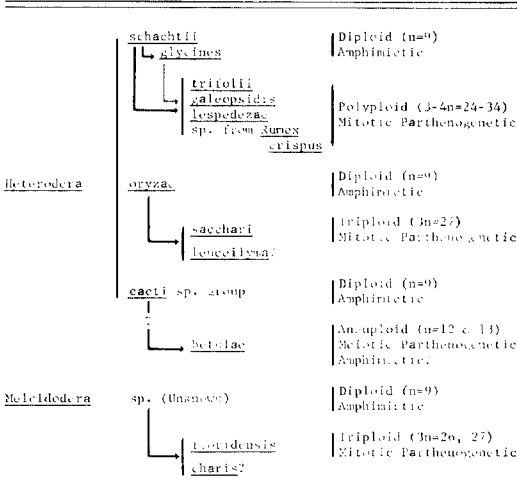 schachtii Diploid (n=9)
glycines Amphimictic
trifolii
galeopsidis Polyploid (3-4n=24-34)
lespedezae Mitotic Parthenogenetic
sp. from Rumex
crispus
Diploid (n=9)
Heterodera oryzae Amphimictic
sacchari Triploid (3n=27)
leuceilyma? Mitotic Parthenogenetic
cacti sp. group Diploid (n=9)
Amphimictic
?
Aneuploid (n=12 & 13)
betulae Meiotic Parthenogenetic
Amphimictic?
Meloidodera sp. (Unknown) Diploid (n=9)
Amphimictic
floridensis Triploid (3n=26, 27)
charis? Mitotic Parthenogenetic